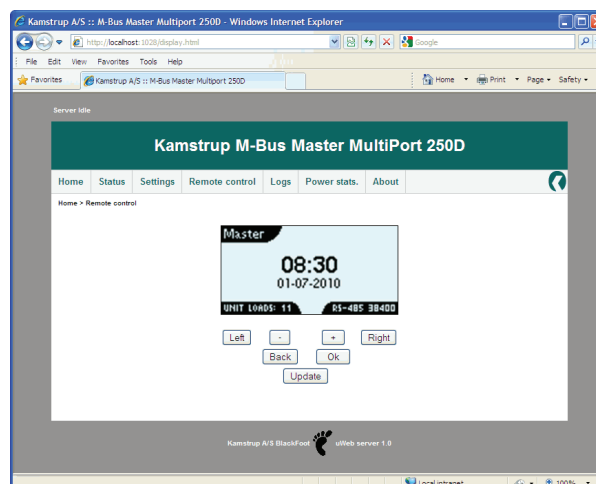 Kamstrup A/S :: M-Bus Master Multiport 250D - Windows Internet Explorer
http://localhost:1028/display.html
Google
File Edit View Favorites Tools Help
Favorites Kamstrup A/S :: M-Bus Master Multiport 250D Home Print Page Safety
Server Idle
Kamstrup M-Bus Master MultiPort 250D
Home Status Settings Remote control Logs Power stats. About
Home > Remote control
Master
08:30
01-07-2010
UNIT LOADS: 11 RS-485 38400
Left - + Right
Back Ok
Update
Kamstrup A/S BlackFoot uWeb server 1.0
Local intranet 100%